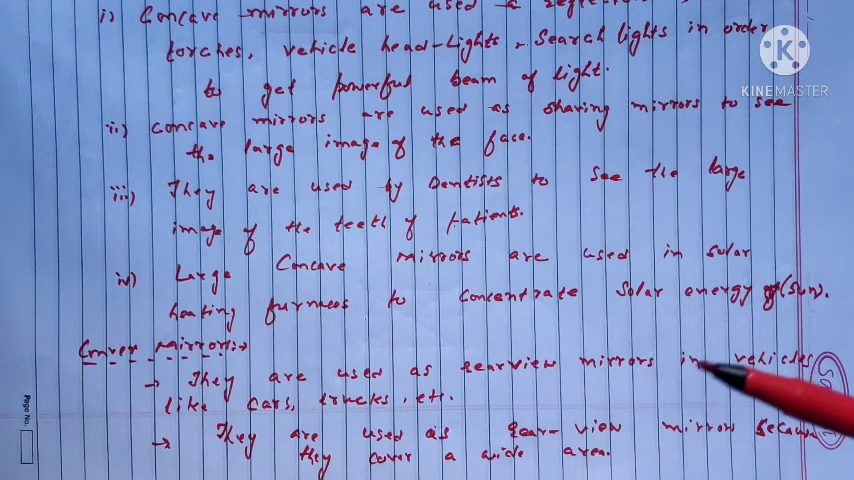 i) Concave mirrors are used
torches, vehicle head-Lights, Search lights in order
to get powerful beam of light.
ii) Concave mirrors are used as shaving mirrors to see
the large image of the face.
iii) They are used by Dentists to see the large
image of the teeth of patients.
iv) Large Concave mirrors are used in solar
heating furnaces to concentrate solar energy (sun).
Convex Mirror:→
→ They are used as rearview mirrors in vehicles
like cars, trucks, etc.
→ They are used as rear-view mirror because
they cover a wide area.
Page No.
K
KINEMASTER